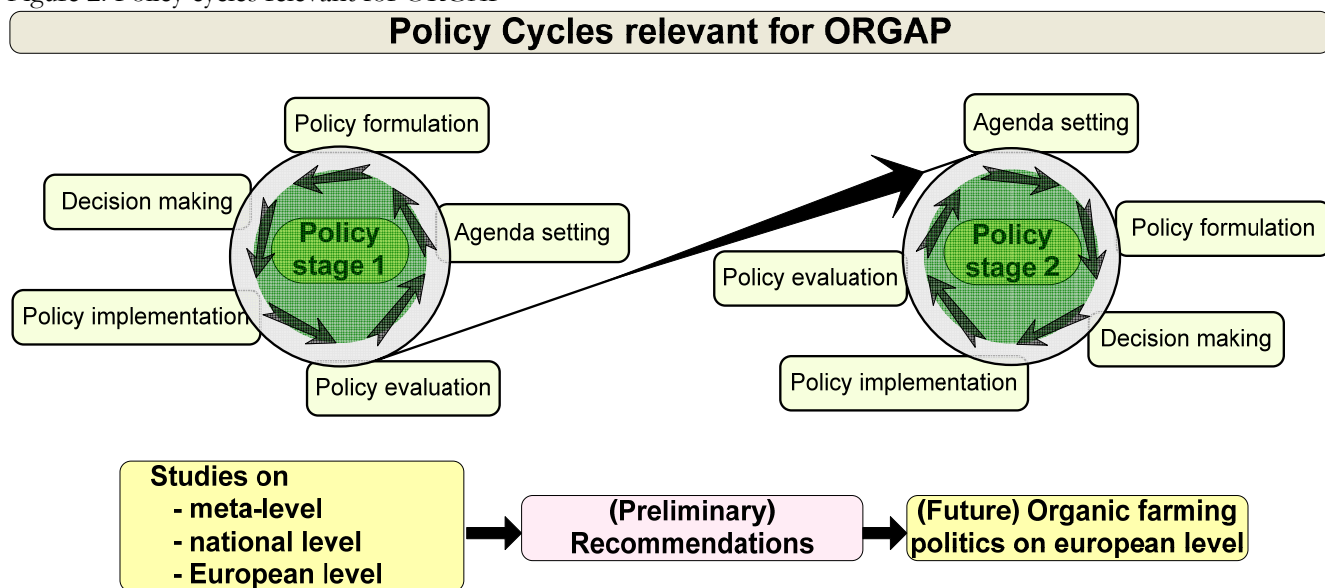 Policy Cycles relevant for ORGAP
Policy formulation
Decision making
Policy
stage 1
Agenda setting
Policy implementation
Policy evaluation
Agenda setting
Policy formulation
Policy
stage 2
Policy evaluation
Decision making
Policy implementation
Studies on
- meta-level
- national level
- European level
(Preliminary)
Recommendations
(Future) Organic farming
politics on european level